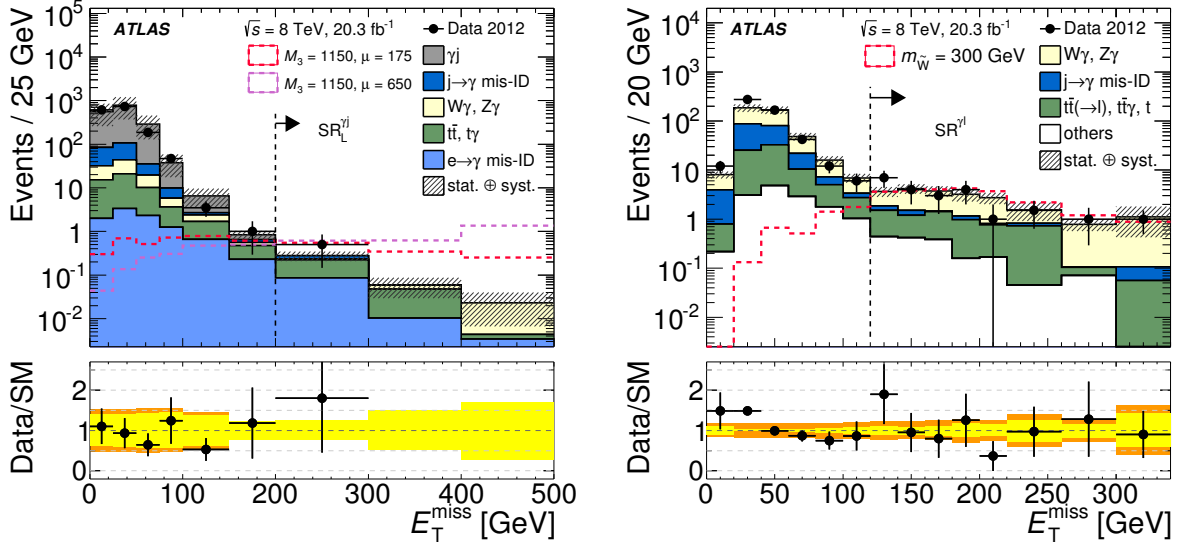 ATLAS
√s = 8 TeV, 20.3 fb⁻¹
M₃ = 1150, μ = 175
M₃ = 1150, μ = 650
Data 2012
γj
j→γ mis-ID
Wγ, Zγ
tt̄, tγ
e→γ mis-ID
stat. ⊕ syst.
SR_L^γj
Events / 25 GeV
10⁵
10⁴
10³
10²
10
1
10⁻¹
10⁻²
Data/SM
2
1
0
0 100 200 300 400 500
E_T^miss [GeV]
ATLAS
√s = 8 TeV, 20.3 fb⁻¹
m_W̃ = 300 GeV
Data 2012
Wγ, Zγ
j→γ mis-ID
tt̄(→l), tt̄γ, t
others
stat. ⊕ syst.
SR^γl
Events / 20 GeV
10⁴
10³
10²
10
1
10⁻¹
10⁻²
Data/SM
2
1
0
0 50 100 150 200 250 300
E_T^miss [GeV]